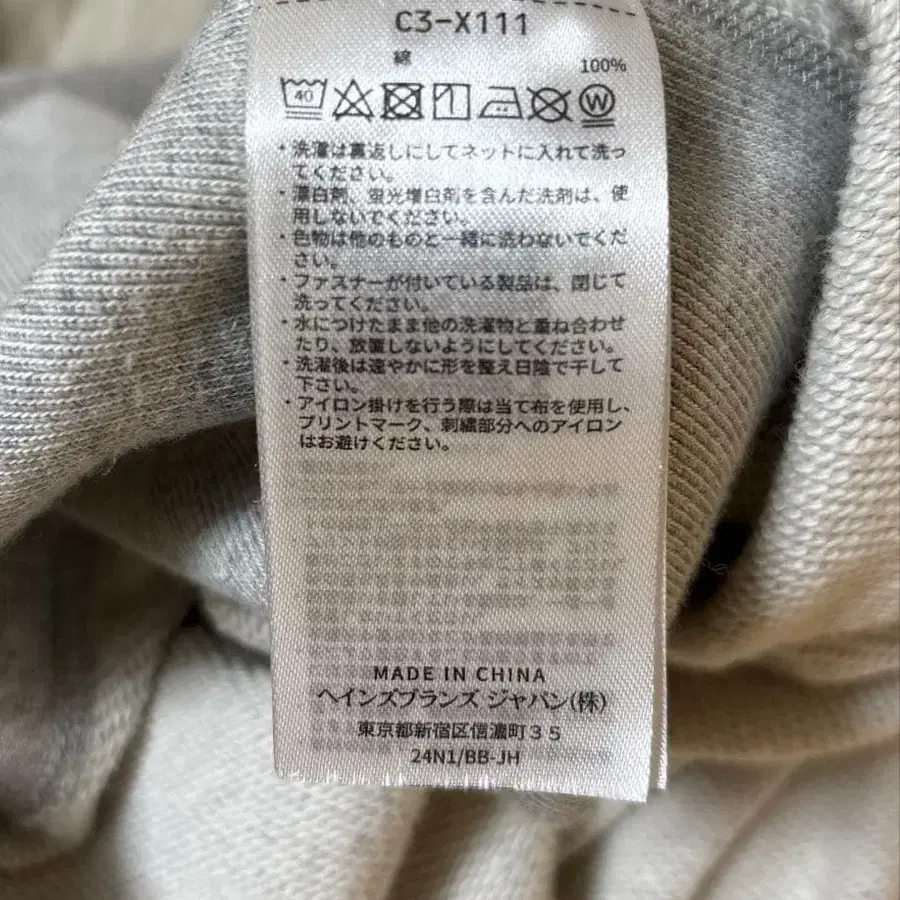 C3-X111
綿 100%
40 W
・洗濯は裏返しにしてネットに入れて洗っ
てください。
・漂白剤、蛍光増白剤を含んだ洗剤は、使
用しないでください。
・色物は他のものと一緒に洗わないでくだ
さい。
・ファスナーが付いている製品は、閉じて
洗ってください。
・水につけたまま他の洗濯物と重ね合わせ
たり、放置しないようにしてください。
・洗濯後は速やかに形を整え日陰で干して
下さい。
・アイロン掛けを行う際は当て布を使用し、
プリントマーク、刺繍部分へのアイロン
はお避けください。
MADE IN CHINA
ヘインズブランズ ジャパン(株)
東京都新宿区信濃町35
24N1/BB-JH